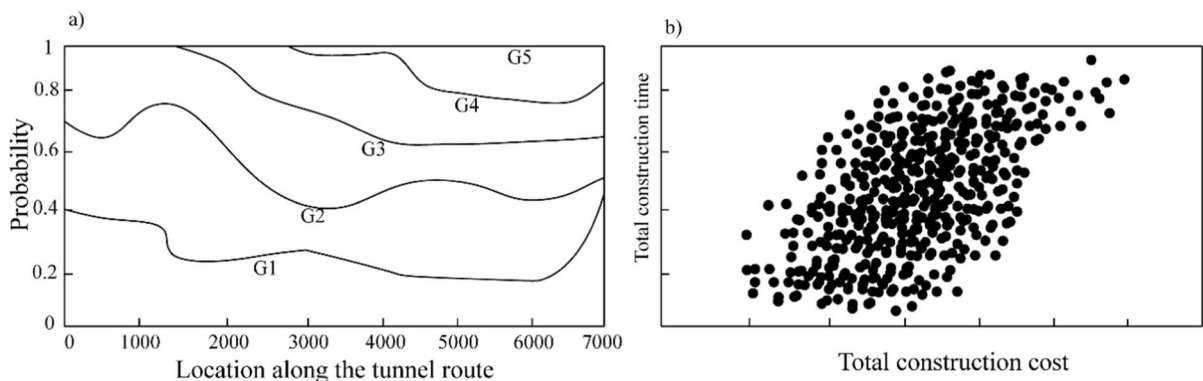 a)
Probability
1
0.8
0.6
0.4
0.2
0
G5
G4
G3
G2
G1
0 1000 2000 3000 4000 5000 6000 7000
Location along the tunnel route
b)
Total construction time
Total construction cost